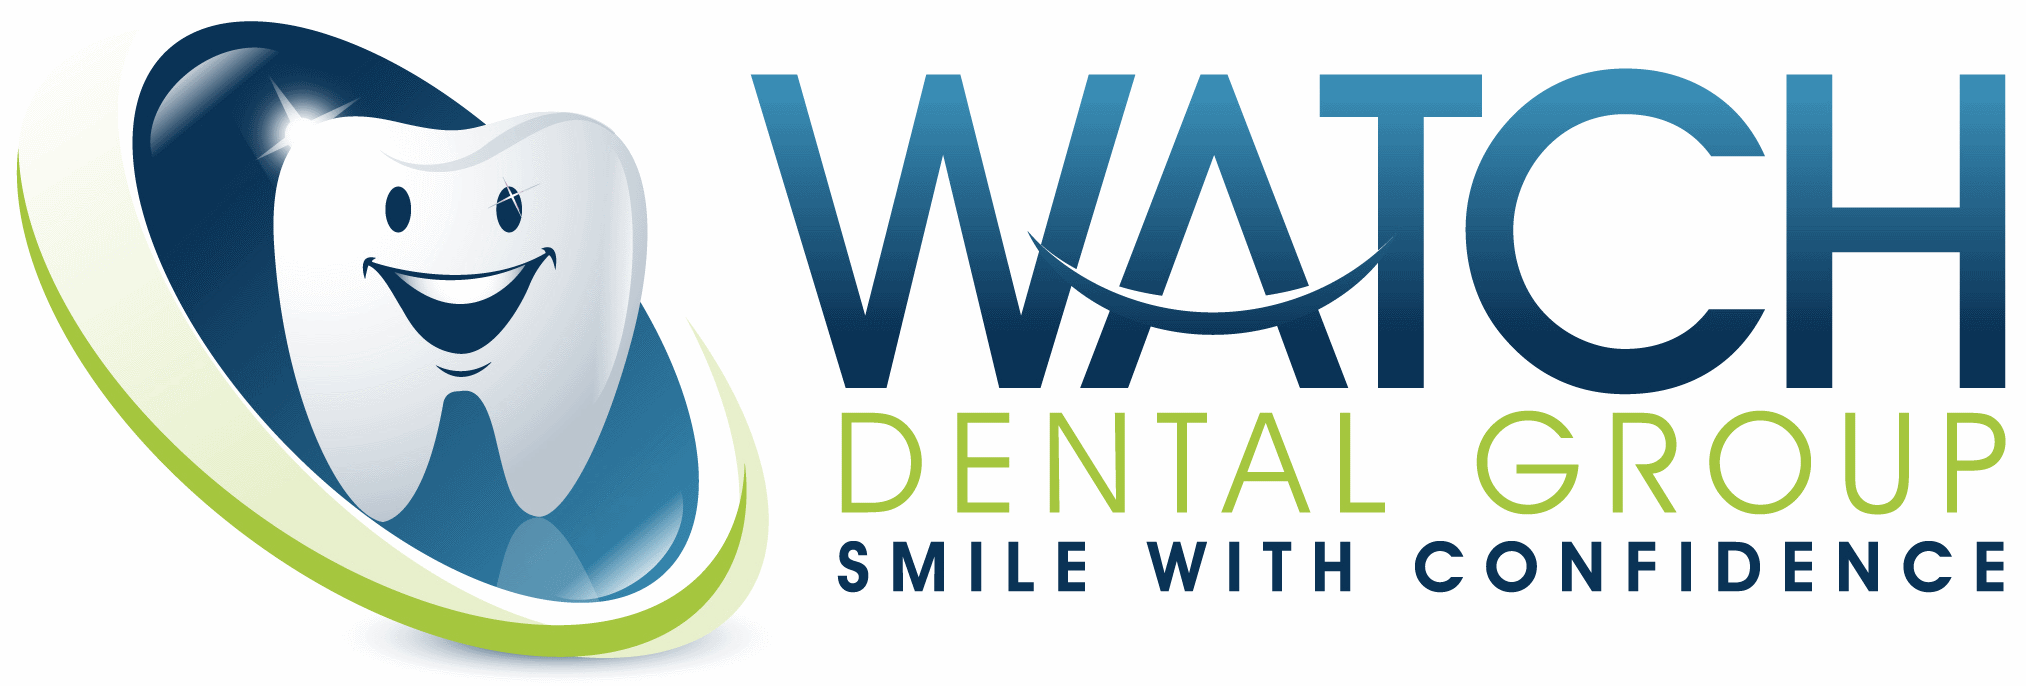 WATCH
DENTAL GROUP
SMILE WITH CONFIDENCE